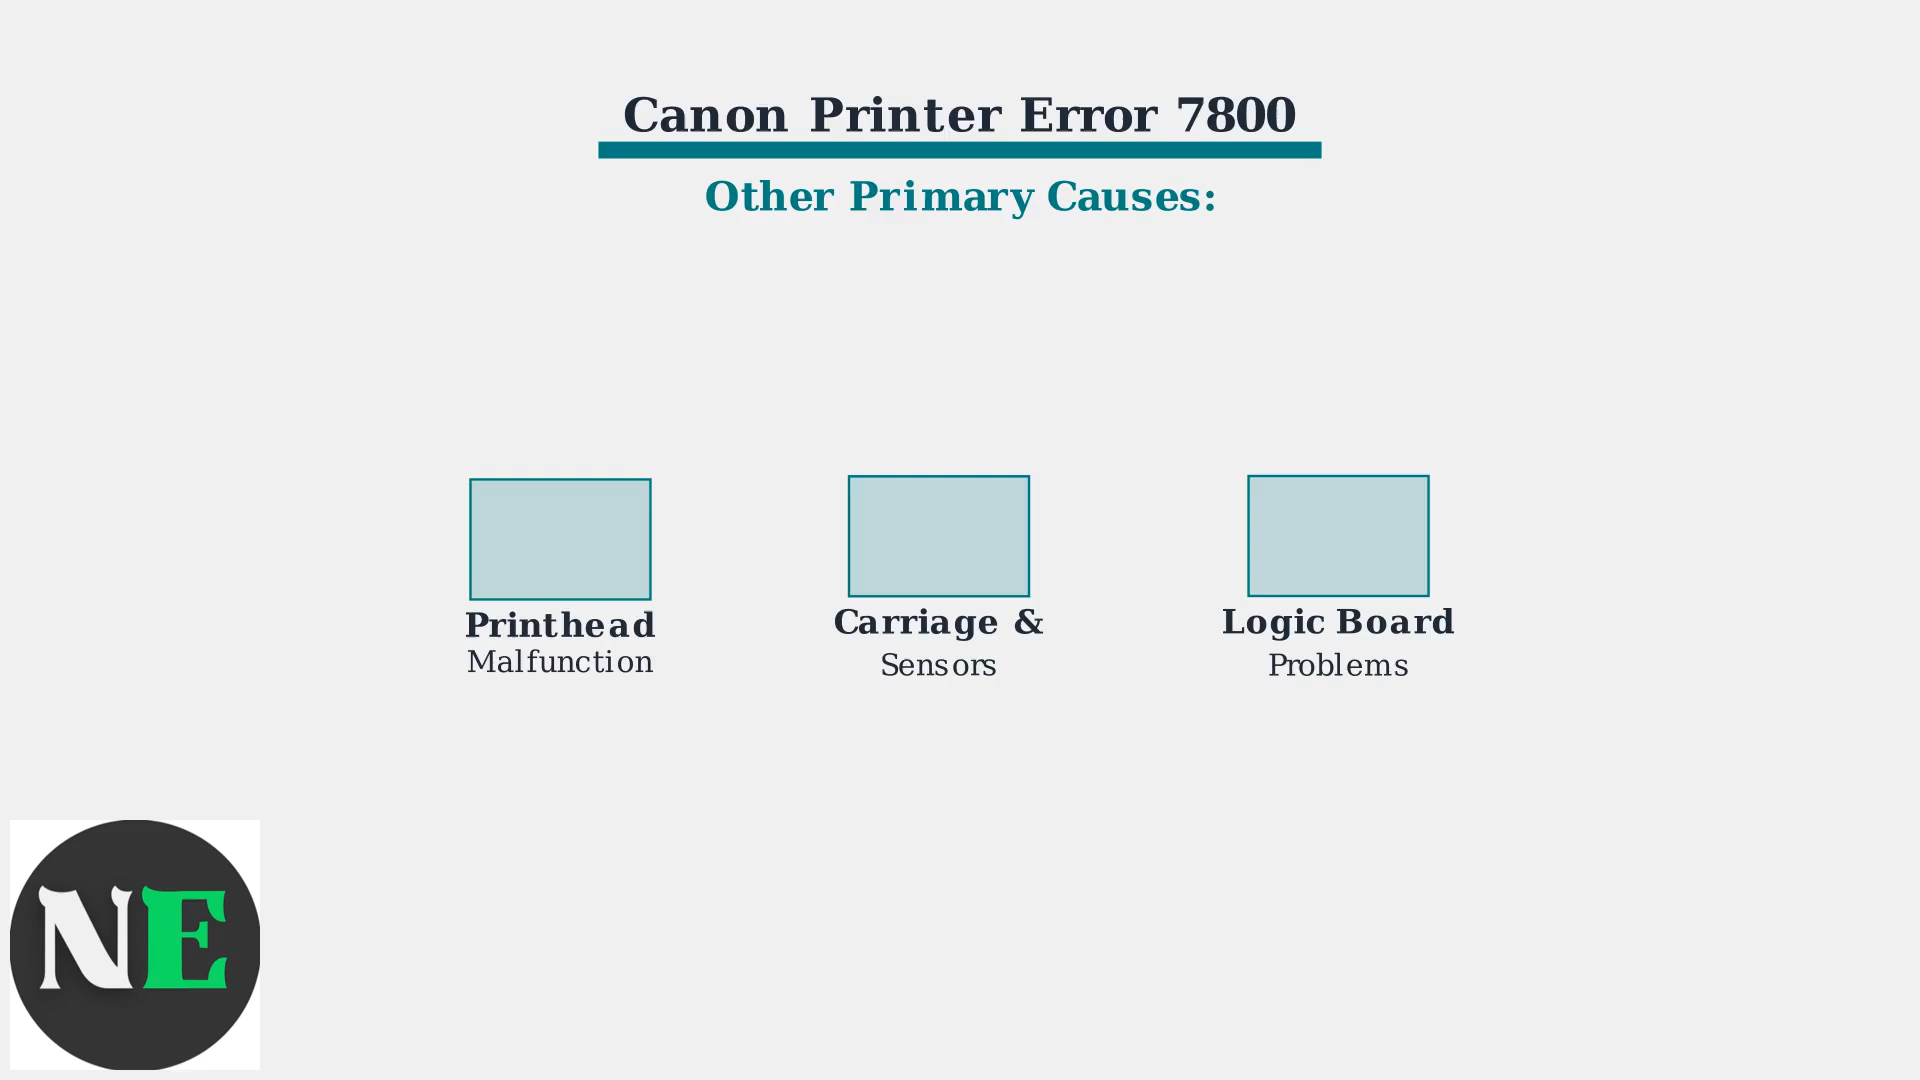 Canon Printer Error 7800
Other Primary Causes:
Printhead
Malfunction
Carriage &
Sensors
Logic Board
Problems
NE